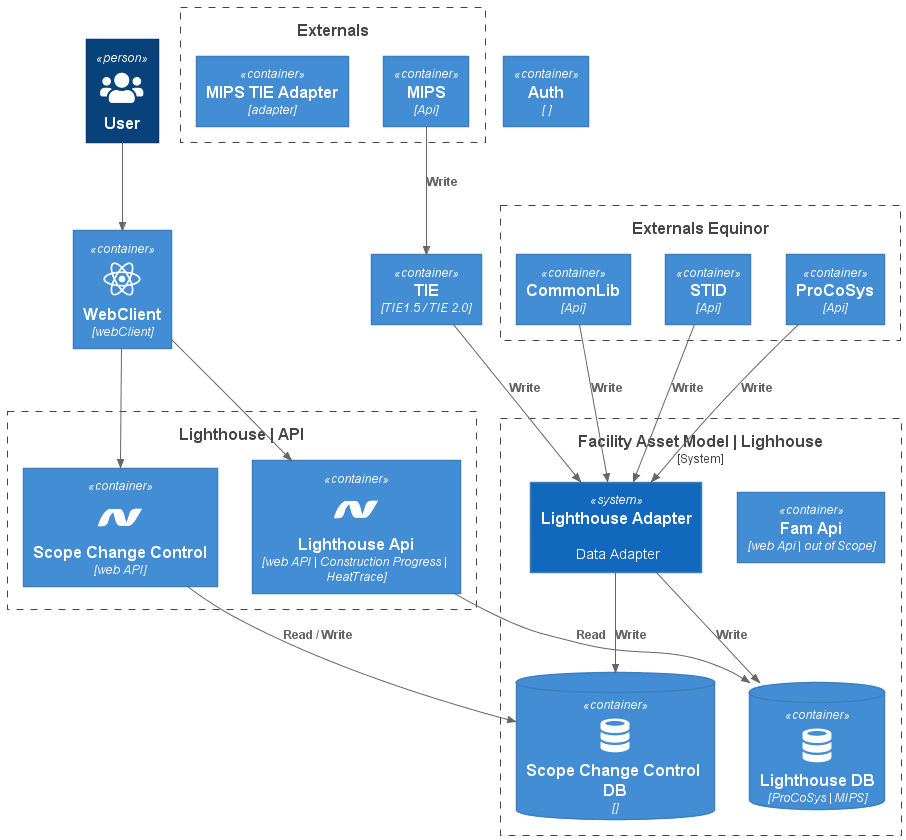 Externals
«person»
User
«container»
MIPS TIE Adapter
[adapter]
«container»
MIPS
[Api]
«container»
Auth
[ ]
Write
Externals Equinor
«container»
WebClient
[webClient]
«container»
TIE
[TIE1.5 / TIE 2.0]
«container»
CommonLib
[Api]
«container»
STID
[Api]
«container»
ProCoSys
[Api]
Write
Write
Write
Write
Lighthouse | API
«container»
Scope Change Control
[web API]
«container»
Lighthouse Api
[web API | Construction Progress |
HeatTrace]
Facility Asset Model | Lighhouse
[System]
«system»
Lighthouse Adapter
Data Adapter
«container»
Fam Api
[web Api | out of Scope]
Read / Write
Read
Write
Write
«container»
Scope Change Control
DB
[]
«container»
Lighthouse DB
[ProCoSys | MIPS]